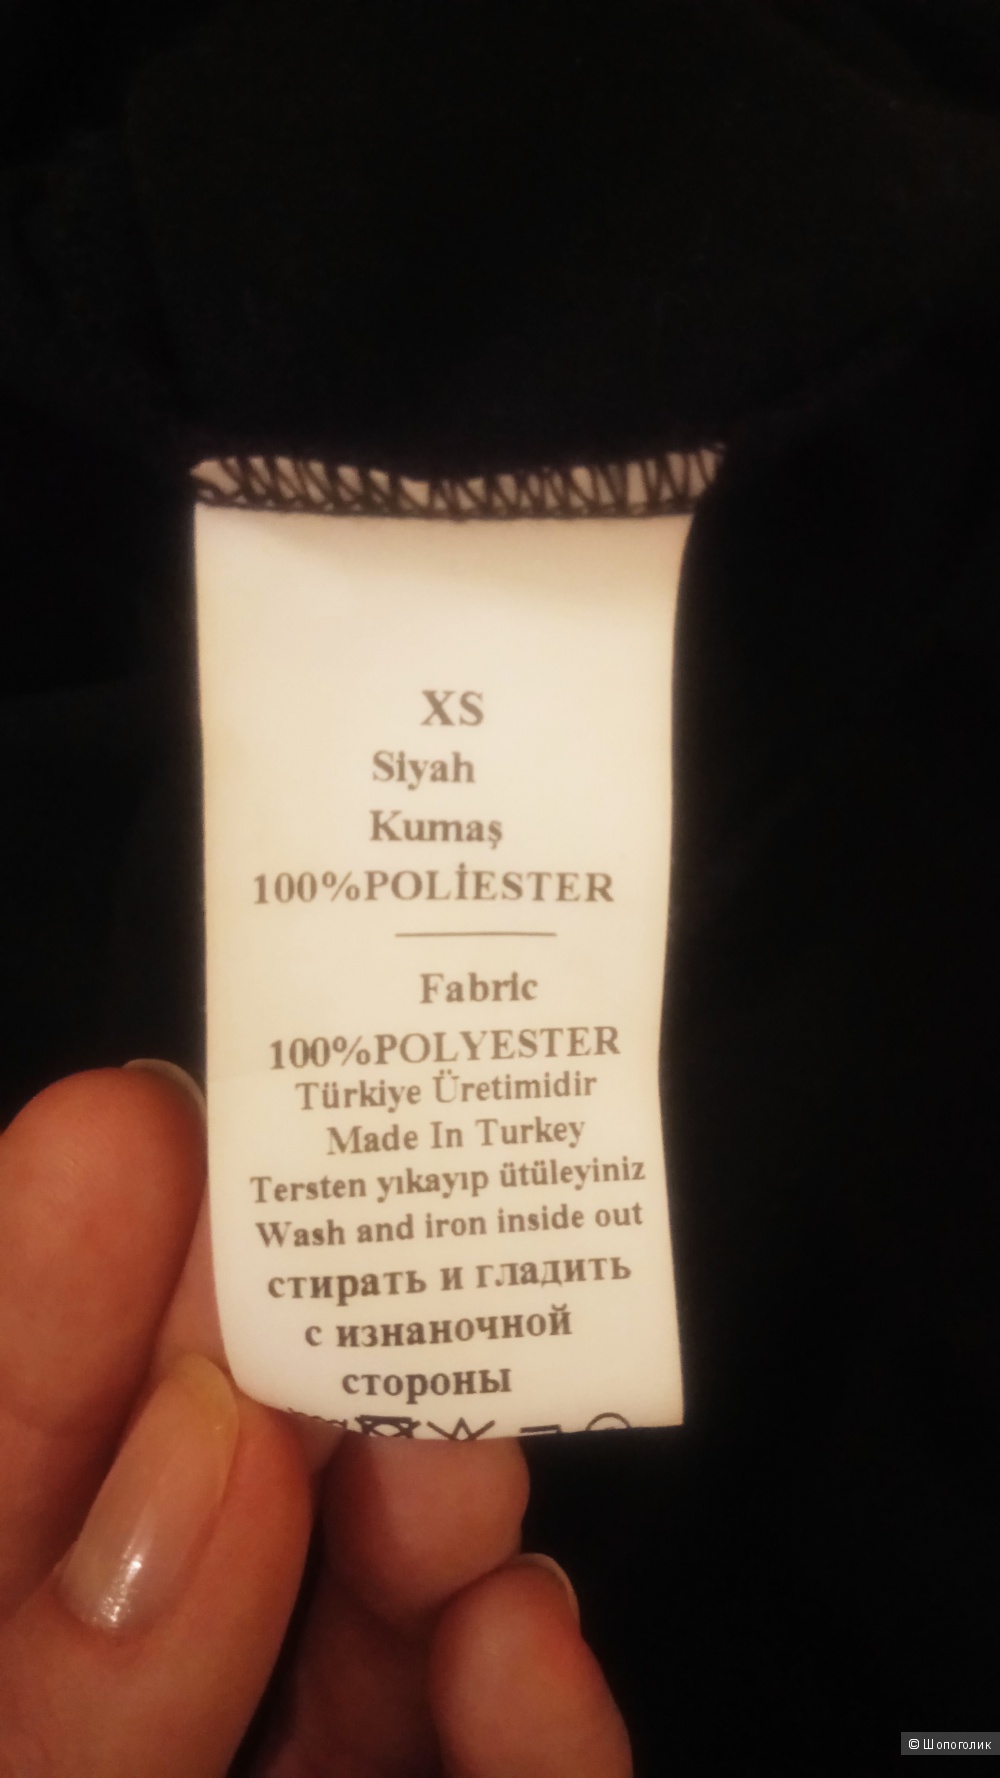 XS
Siyah
Kumaş
100%POLİESTER
Fabric
100%POLYESTER
Türkiye Üretimidir
Made In Turkey
Tersten yıkayıp ütüleyiniz
Wash and iron inside out
стирать и гладить
с изнаночной
стороны
© Шопоголик